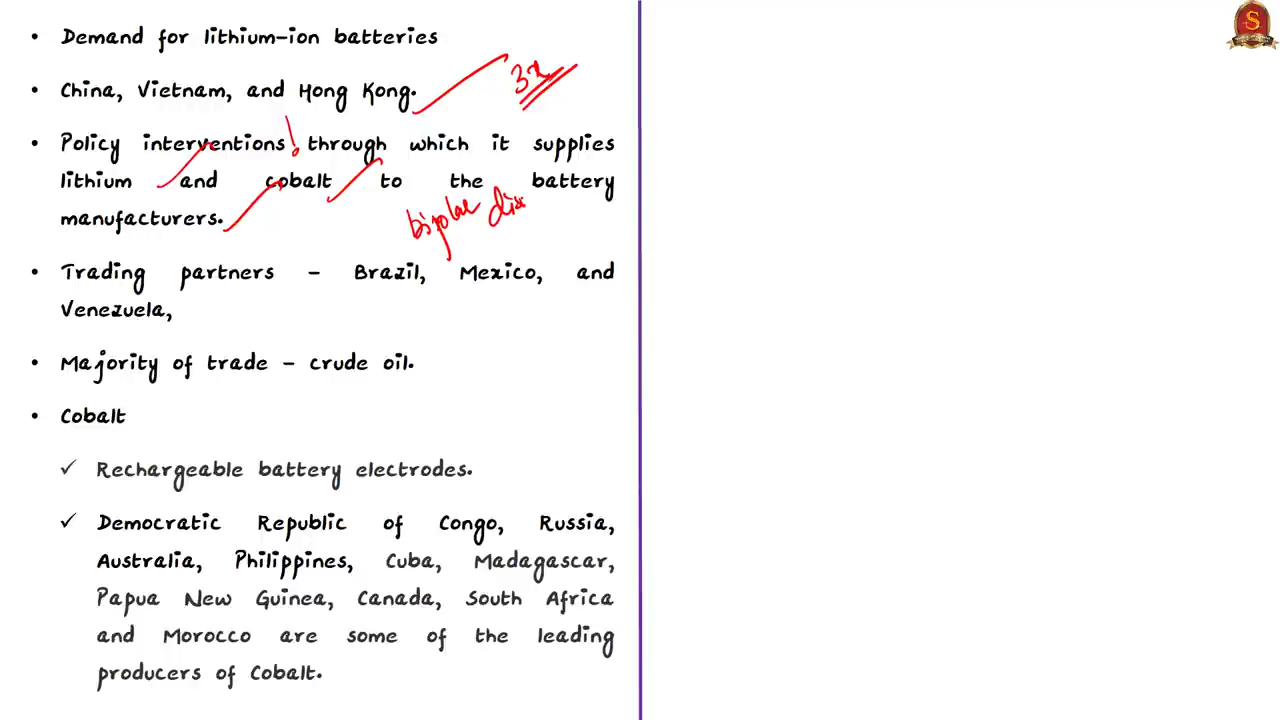 • Demand for lithium-ion batteries
• China, Vietnam, and Hong Kong.
3x
• Policy interventions! through which it supplies
lithium and cobalt to the battery
manufacturers.
bipolar dis
• Trading partners – Brazil, Mexico, and
Venezuela,
• Majority of trade – crude oil.
• Cobalt
✓ Rechargeable battery electrodes.
✓ Democratic Republic of Congo, Russia,
Australia, Philippines, Cuba, Madagascar,
Papua New Guinea, Canada, South Africa
and Morocco are some of the leading
producers of Cobalt.
S